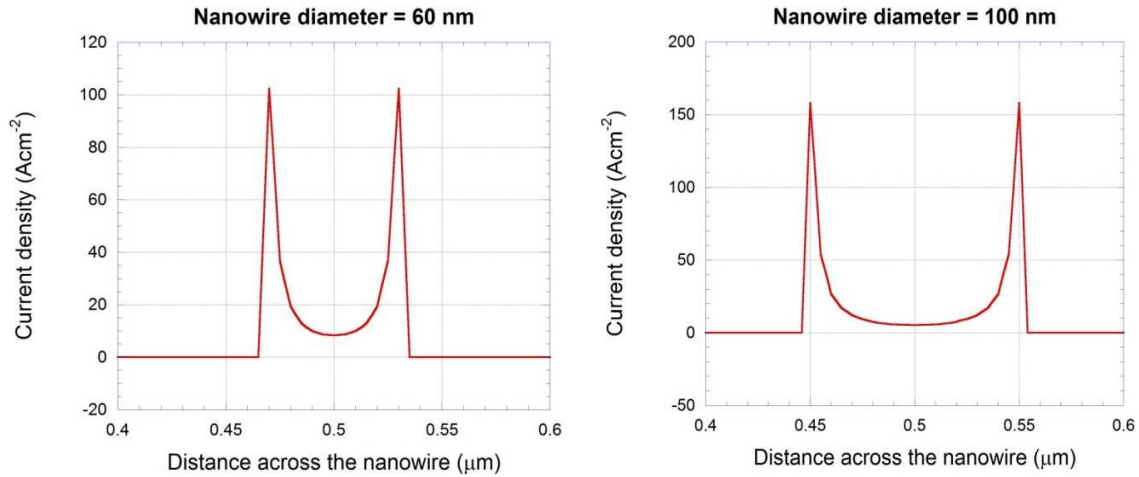 Nanowire diameter = 60 nm
120
100
80
60
40
20
0
-20
0.4 0.45 0.5 0.55 0.6
Current density (Acm-2)
Distance across the nanowire (μm)
Nanowire diameter = 100 nm
200
150
100
50
0
-50
0.4 0.45 0.5 0.55 0.6
Current density (Acm-2)
Distance across the nanowire (μm)